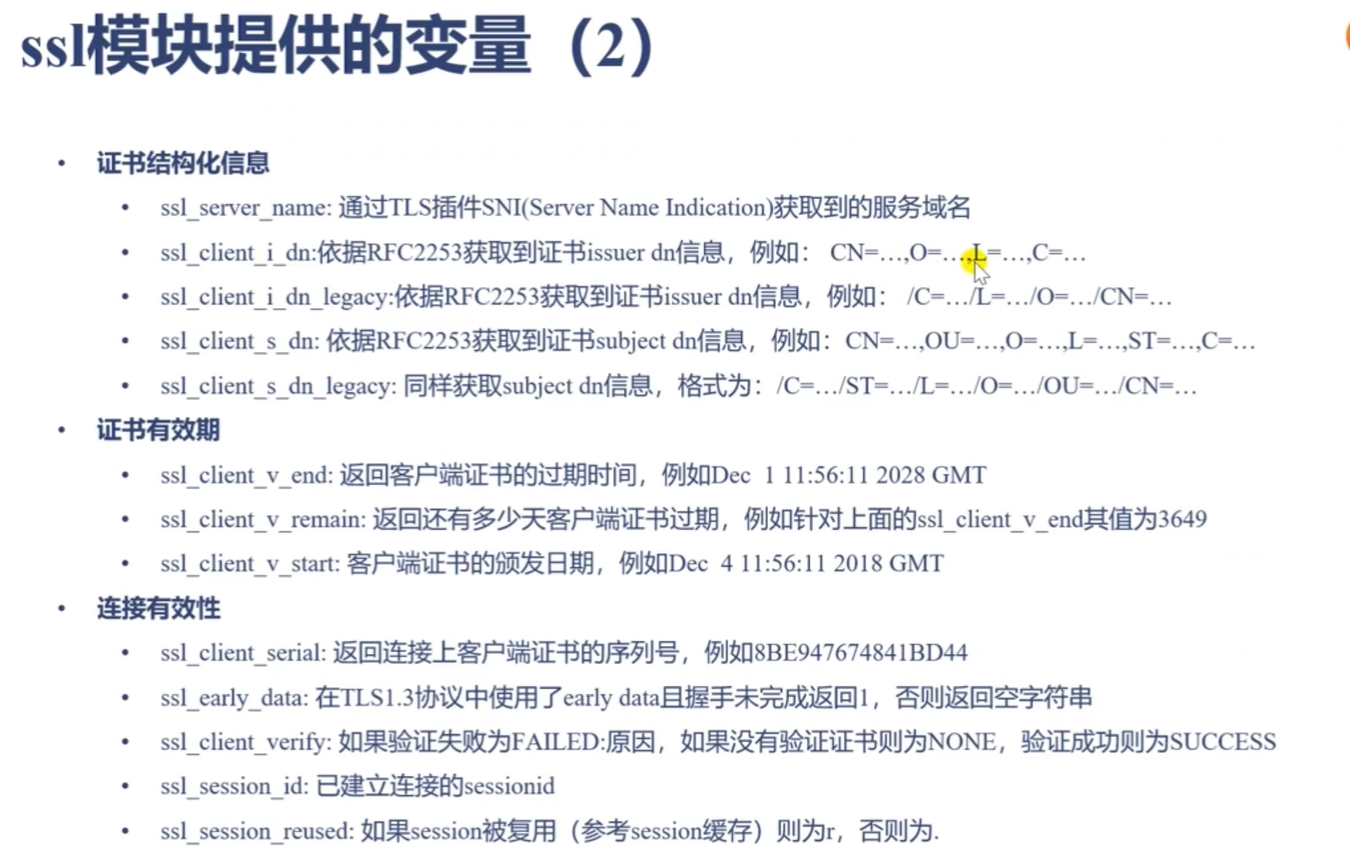 ssl模块提供的变量（2）
• 证书结构化信息
• ssl_server_name: 通过TLS插件SNI(Server Name Indication)获取到的服务域名
• ssl_client_i_dn:依据RFC2253获取到证书issuer dn信息，例如： CN=…,O=…,L=…,C=…
• ssl_client_i_dn_legacy:依据RFC2253获取到证书issuer dn信息，例如： /C=…/L=…/O=…/CN=…
• ssl_client_s_dn: 依据RFC2253获取到证书subject dn信息，例如：CN=…,OU=…,O=…,L=…,ST=…,C=…
• ssl_client_s_dn_legacy: 同样获取subject dn信息，格式为：/C=…/ST=…/L=…/O=…/OU=…/CN=…
• 证书有效期
• ssl_client_v_end: 返回客户端证书的过期时间，例如Dec  1 11:56:11 2028 GMT
• ssl_client_v_remain: 返回还有多少天客户端证书过期，例如针对上面的ssl_client_v_end其值为3649
• ssl_client_v_start: 客户端证书的颁发日期，例如Dec  4 11:56:11 2018 GMT
• 连接有效性
• ssl_client_serial: 返回连接上客户端证书的序列号，例如8BE947674841BD44
• ssl_early_data: 在TLS1.3协议中使用了early data且握手未完成返回1，否则返回空字符串
• ssl_client_verify: 如果验证失败为FAILED:原因，如果没有验证证书则为NONE，验证成功则为SUCCESS
• ssl_session_id: 已建立连接的sessionid
• ssl_session_reused: 如果session被复用（参考session缓存）则为r，否则为.